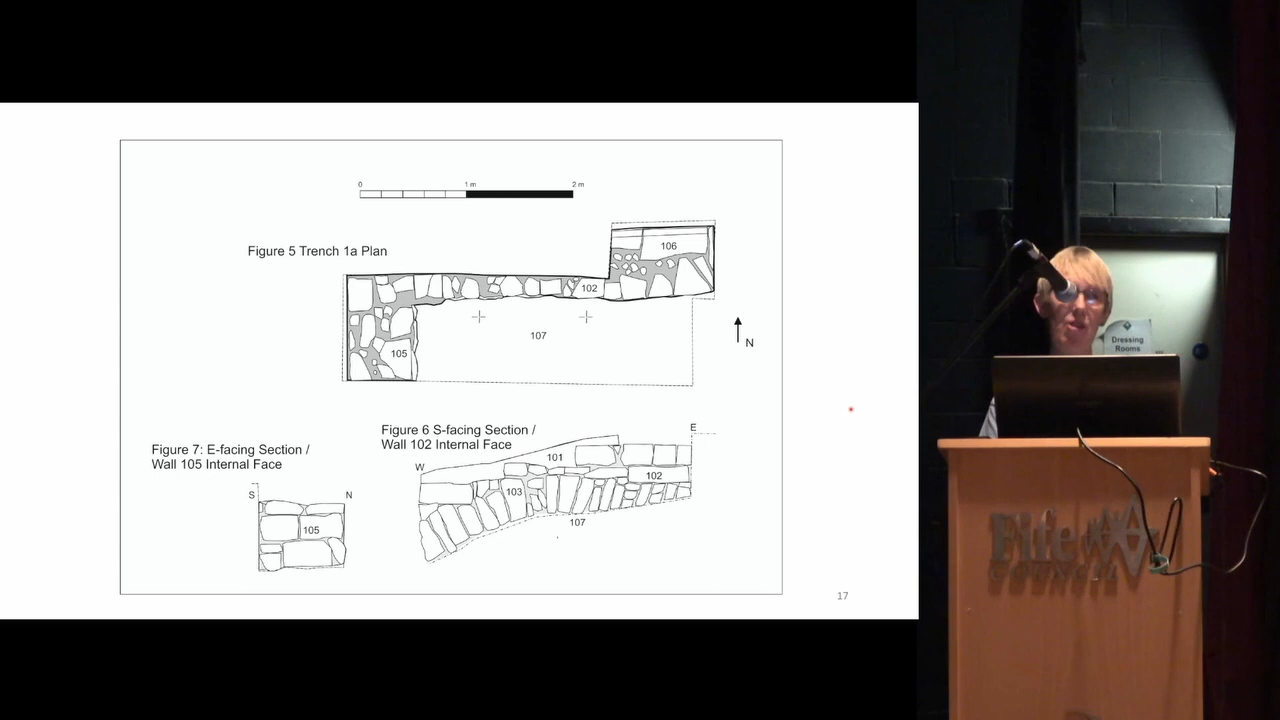 0 1 m 2 m
Figure 5 Trench 1a Plan
106
102
107
105
N
Figure 6 S-facing Section /
Wall 102 Internal Face
Figure 7: E-facing Section /
Wall 105 Internal Face
E
W
101
102
103
107
S N
105
17
Dressing
Rooms
Fife
COUNCIL